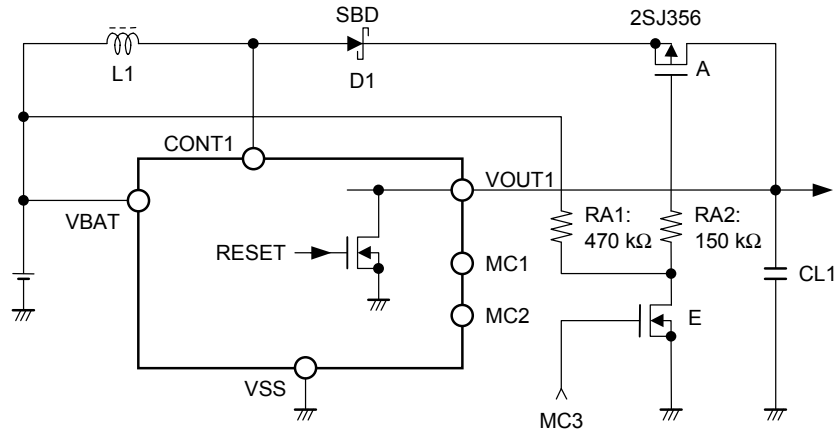 SBD
2SJ356
L1
D1
A
CONT1
VOUT1
VBAT
RA1:
470 kΩ
RA2:
150 kΩ
RESET
MC1
CL1
MC2
E
VSS
MC3